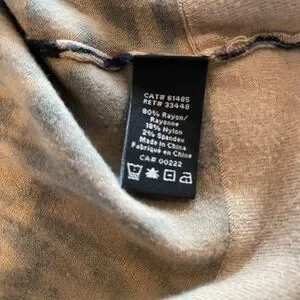 CAT# 61485
RET# 33448
80% Rayon/
Rayonne
18% Nylon
2% Spandex
Made in China
Fabriqué en Chine
CA# 00222